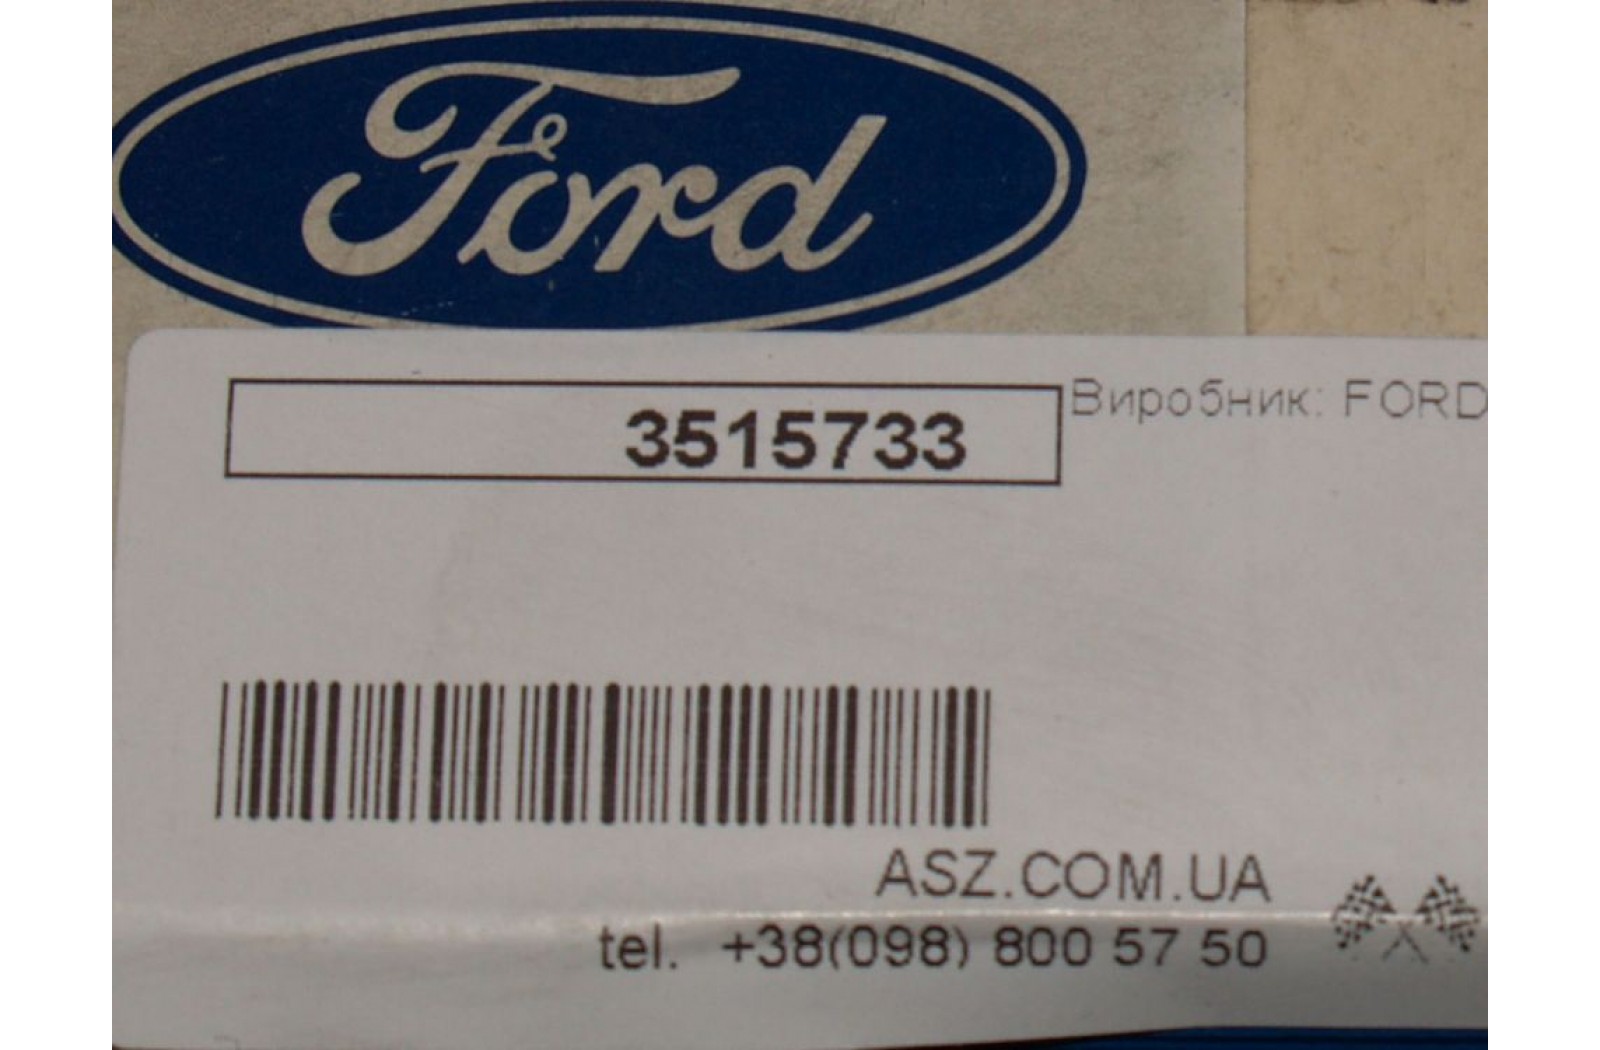 Ford
3515733
Виробник: FORD
ASZ.COM.UA
tel. +38(098) 800 57 50